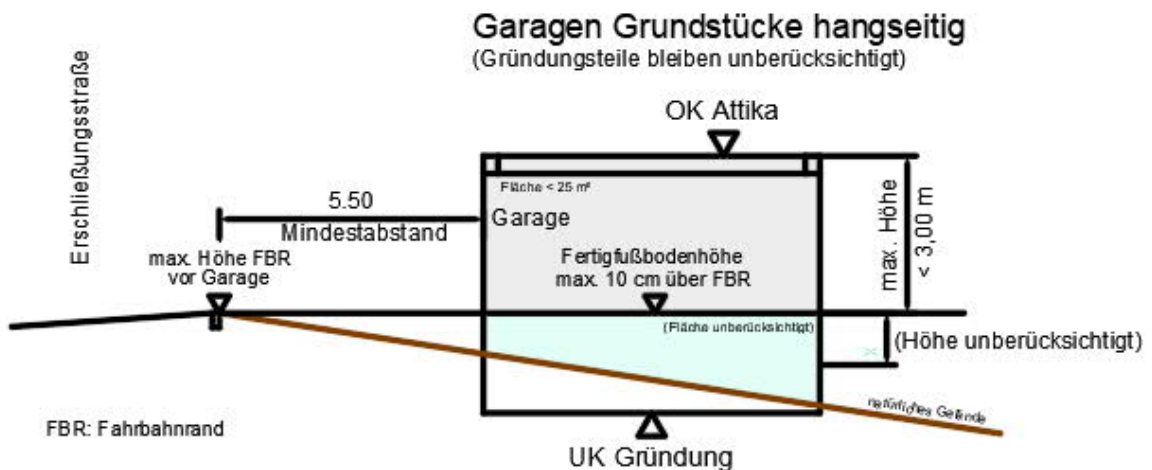 Garagen Grundstücke hangseitig
(Gründungsteile bleiben unberücksichtigt)
Erschließungsstraße
OK Attika
Fläche < 25 m²
5.50
Mindestabstand
Garage
max. Höhe
< 3,00 m
max. Höhe FBR
vor Garage
Fertigfußbodenhöhe
max. 10 cm über FBR
(Fläche unberücksichtigt)
x
(Höhe unberücksichtigt)
natürliches Gelände
FBR: Fahrbahnrand
UK Gründung